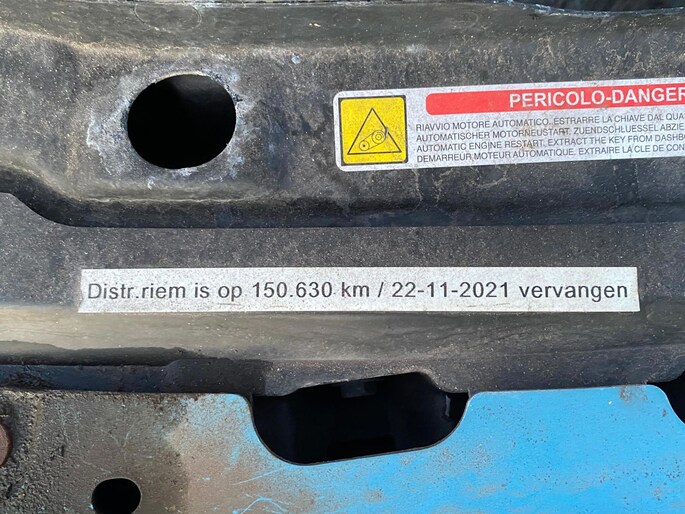 PERICOLO-DANGER
RIAVVIO MOTORE AUTOMATICO. ESTRARRE LA CHIAVE DAL
AUTOMATISCHER MOTORNEUSTART. ZUENDSCHLUESSEL
AUTOMATIC ENGINE RESTART. EXTRACT THE KEY FROM
DEMARREUR MOTEUR AUTOMATIQUE. EXTRAIRE LA CLE DE
Distr.riem is op 150.630 km / 22-11-2021 vervangen